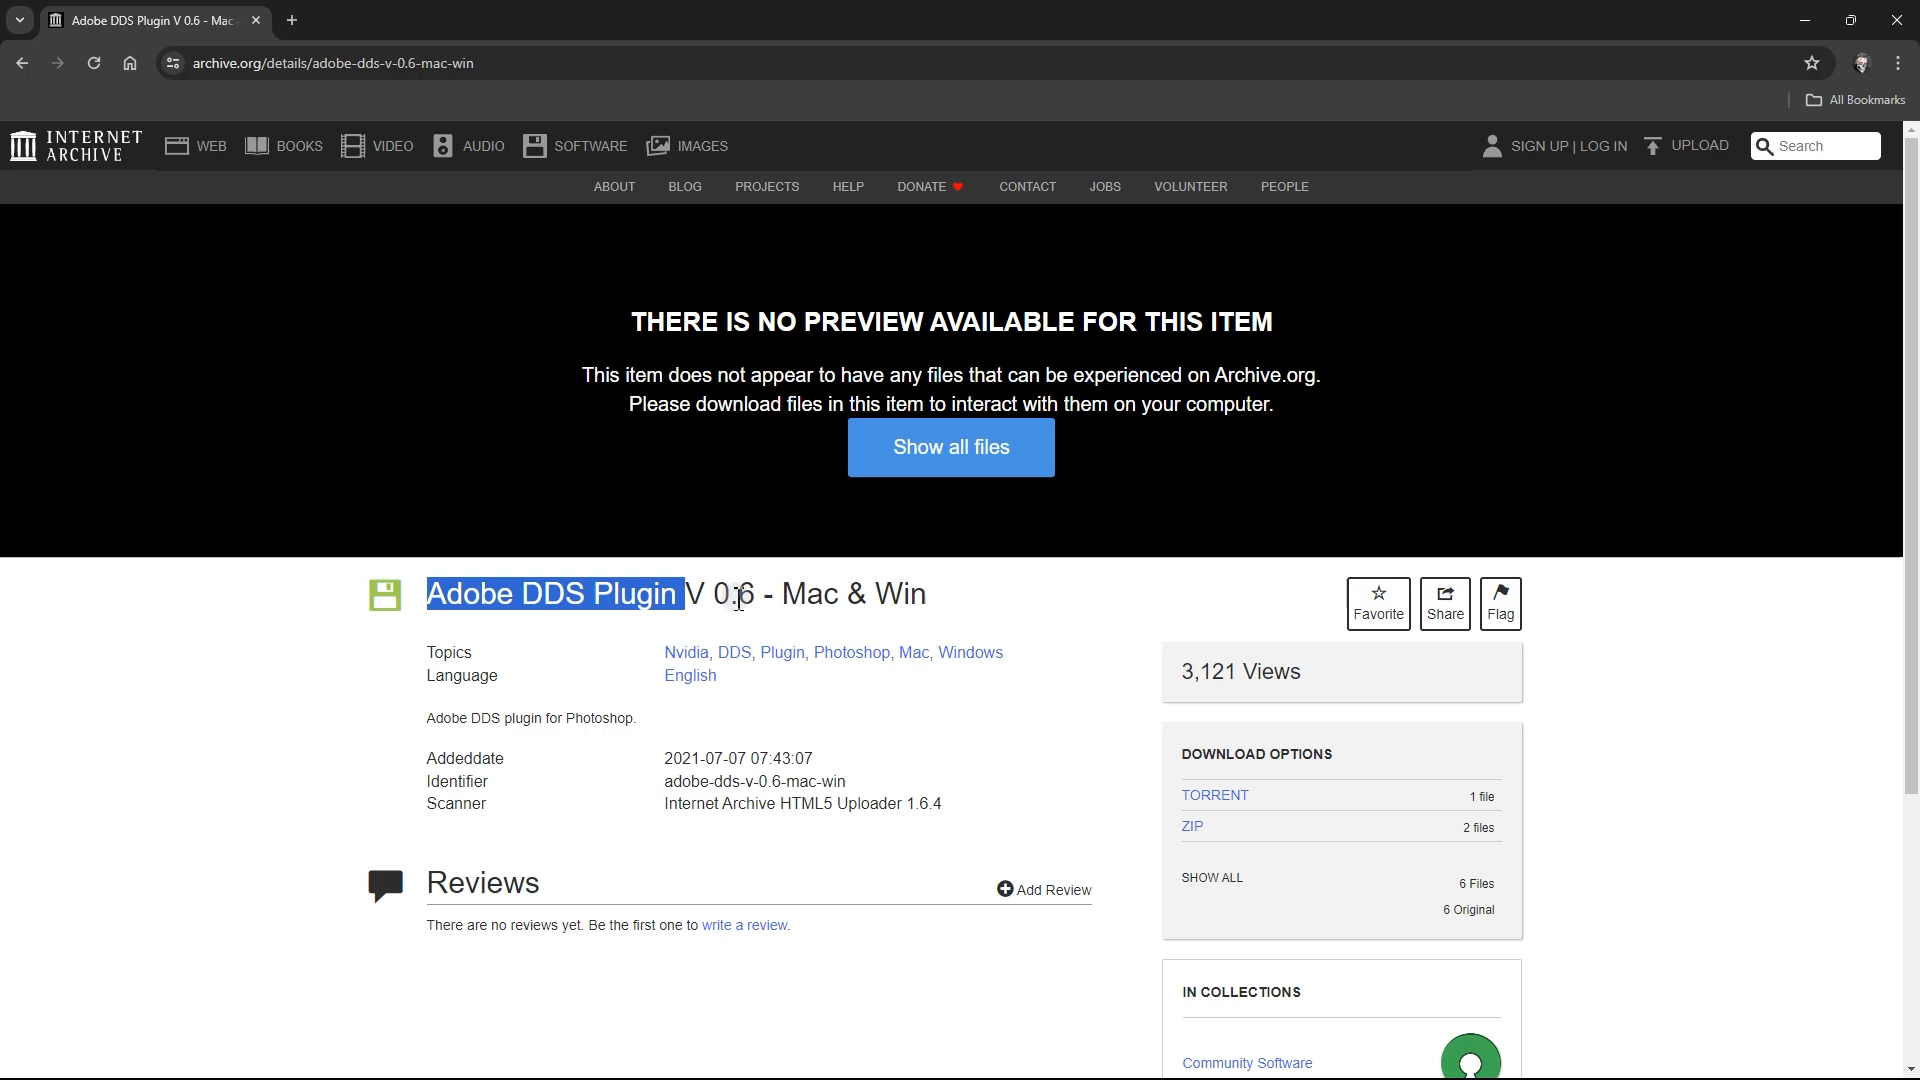 Adobe DDS Plugin V 0.6 - Mac
archive.org/details/adobe-dds-v-0.6-mac-win
All Bookmarks
INTERNET ARCHIVE
WEB BOOKS VIDEO AUDIO SOFTWARE IMAGES
SIGN UP | LOG IN UPLOAD Search
ABOUT BLOG PROJECTS HELP DONATE CONTACT JOBS VOLUNTEER PEOPLE
THERE IS NO PREVIEW AVAILABLE FOR THIS ITEM
This item does not appear to have any files that can be experienced on Archive.org.
Please download files in this item to interact with them on your computer.
Show all files
Adobe DDS Plugin V 0.6 - Mac & Win
Favorite Share Flag
Topics Nvidia, DDS, Plugin, Photoshop, Mac, Windows
Language English
Adobe DDS plugin for Photoshop.
Addeddate 2021-07-07 07:43:07
Identifier adobe-dds-v-0.6-mac-win
Scanner Internet Archive HTML5 Uploader 1.6.4
Reviews
Add Review
There are no reviews yet. Be the first one to write a review.
3,121 Views
DOWNLOAD OPTIONS
TORRENT 1 file
ZIP 2 files
SHOW ALL 6 Files
6 Original
IN COLLECTIONS
Community Software